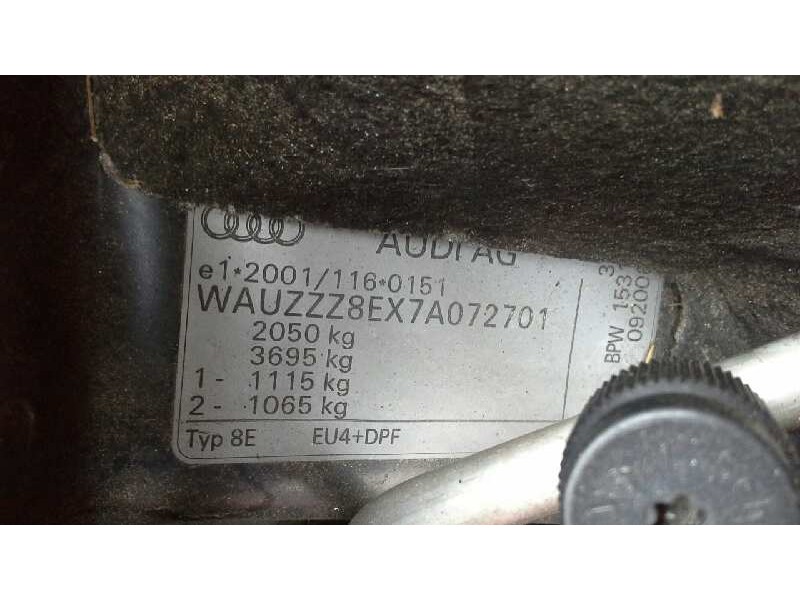 AUDI AG
e1*2001/116*0151
WAUZZZ8EX7A072701
2050 kg
3695 kg
1- 1115 kg
2- 1065 kg
Typ 8E EU4+DPF
BPW 153
09200